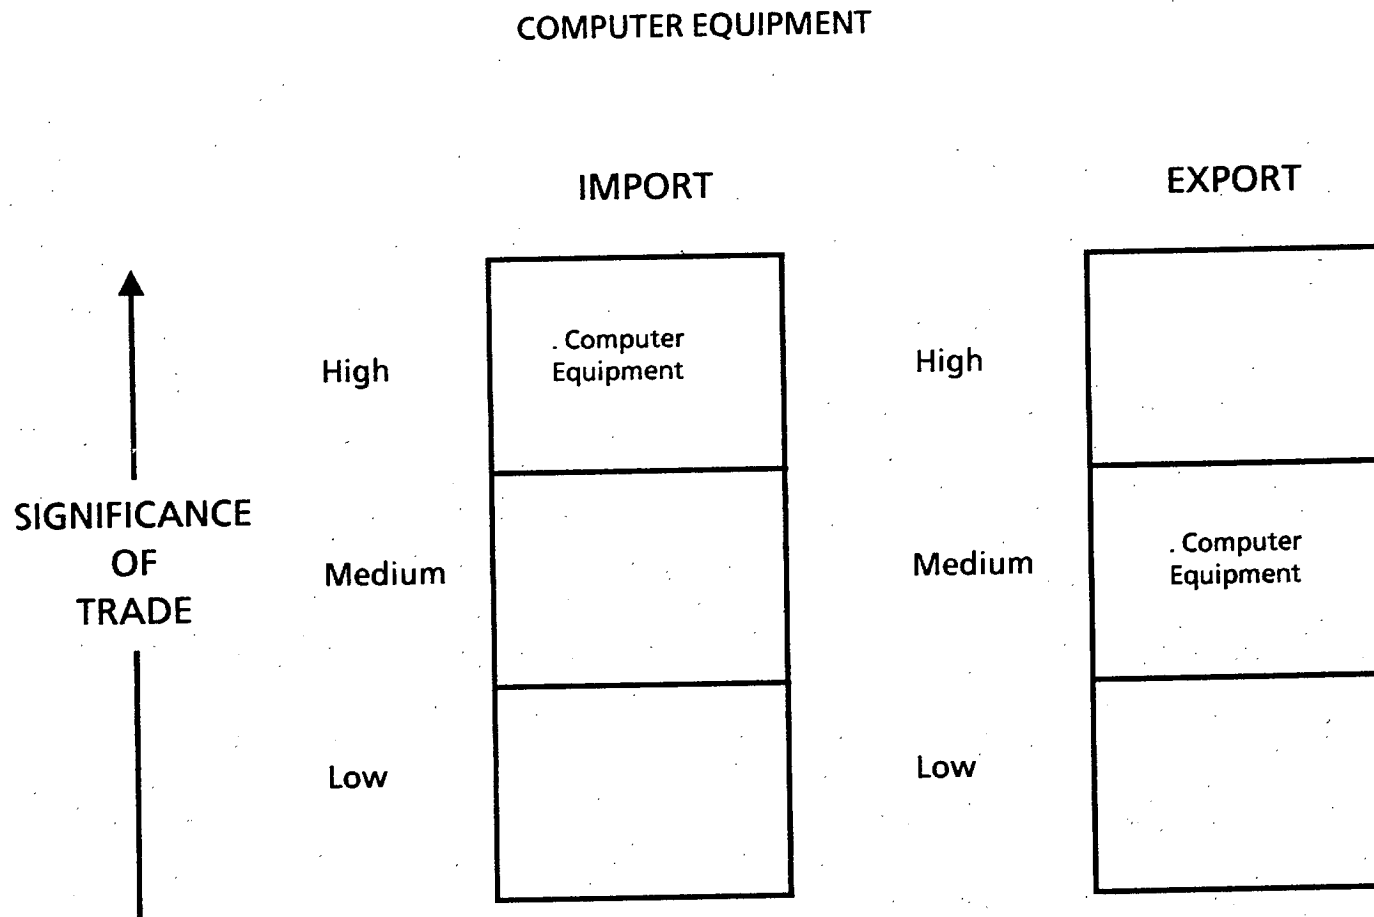 COMPUTER EQUIPMENT
IMPORT
EXPORT
SIGNIFICANCE
OF
TRADE
High
. Computer
Equipment
Medium
Low
High
Medium
. Computer
Equipment
Low